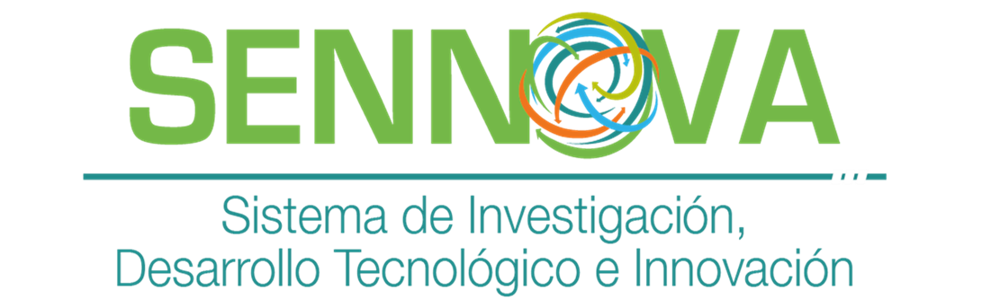 SENNOVA
Sistema de Investigación,
Desarrollo Tecnológico e Innovación